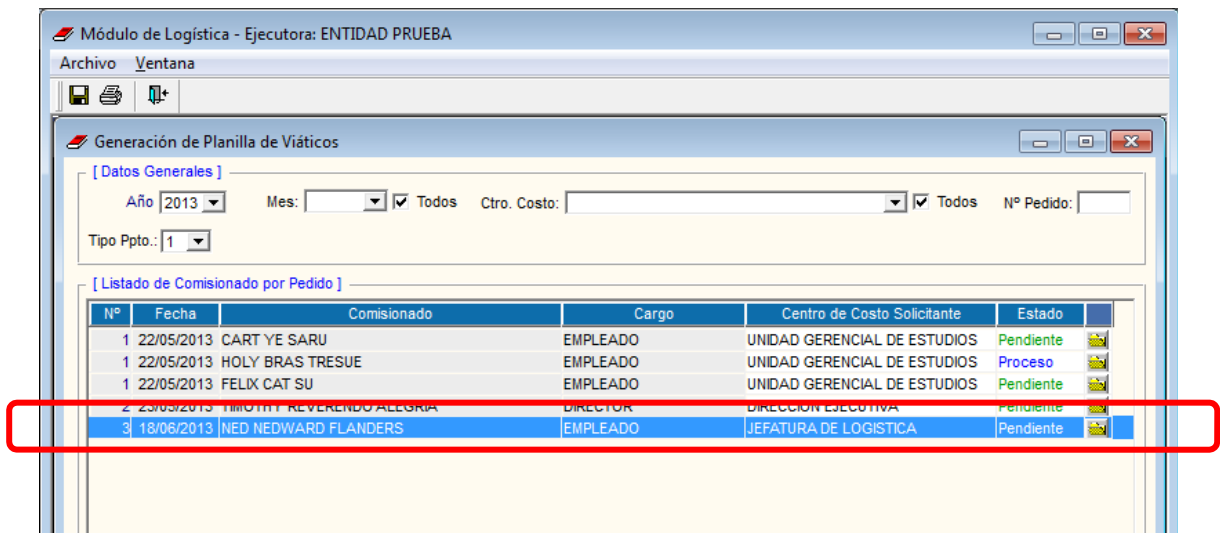 Módulo de Logística - Ejecutora: ENTIDAD PRUEBA
Archivo Ventana
Generación de Planilla de Viáticos
[ Datos Generales ]
Año 2013 Mes: Todos Ctro. Costo: Todos Nº Pedido:
Tipo Ppto.: 1
[ Listado de Comisionado por Pedido ]
Nº Fecha Comisionado Cargo Centro de Costo Solicitante Estado
1 22/05/2013 CART YE SARU EMPLEADO UNIDAD GERENCIAL DE ESTUDIOS Pendiente
1 22/05/2013 HOLY BRAS TRESUE EMPLEADO UNIDAD GERENCIAL DE ESTUDIOS Proceso
1 22/05/2013 FELIX CAT SU EMPLEADO UNIDAD GERENCIAL DE ESTUDIOS Pendiente
2 23/05/2013 TIMOTHY REVERENDO ALEGRIA DIRECTOR DIRECCION EJECUTIVA Pendiente
3 18/06/2013 NED NEDWARD FLANDERS EMPLEADO JEFATURA DE LOGISTICA Pendiente